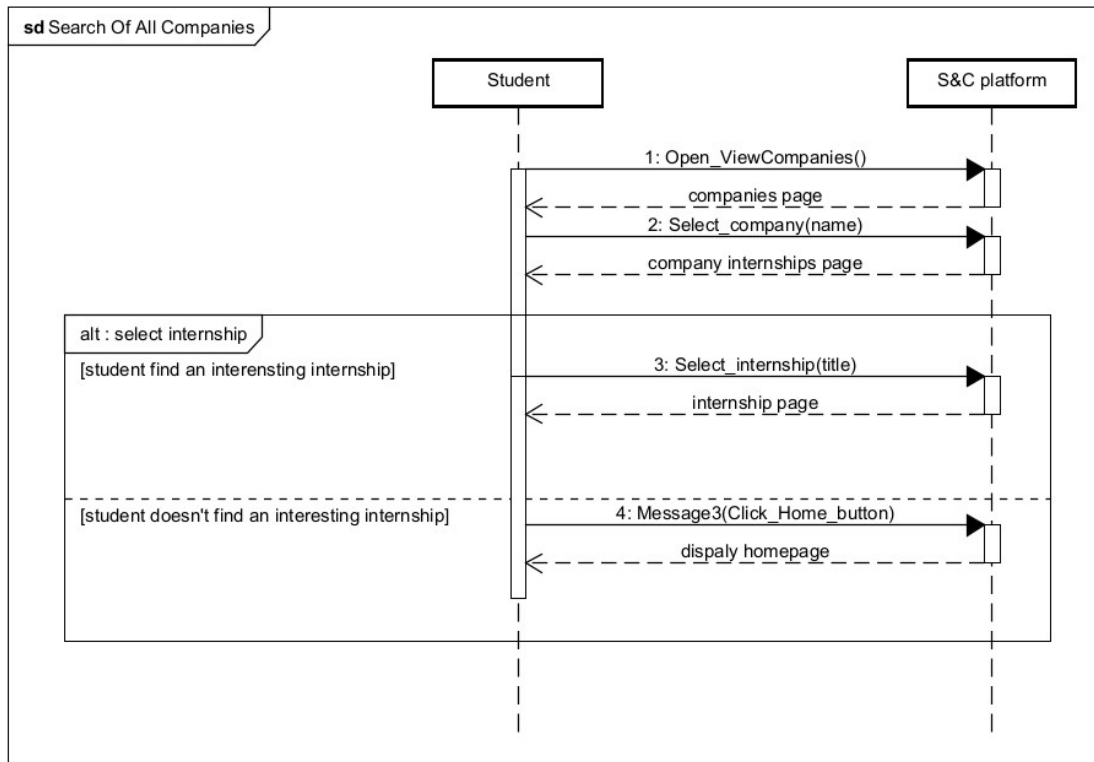 sd Search Of All Companies
Student
S&C platform
1: Open_ViewCompanies()
companies page
2: Select_company(name)
company internships page
alt : select internship
[student find an interensting internship]
3: Select_internship(title)
internship page
[student doesn't find an interesting internship]
4: Message3(Click_Home_button)
dispaly homepage